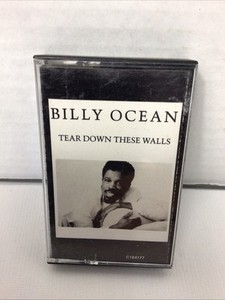 BILLY OCEAN
TEAR DOWN THESE WALLS